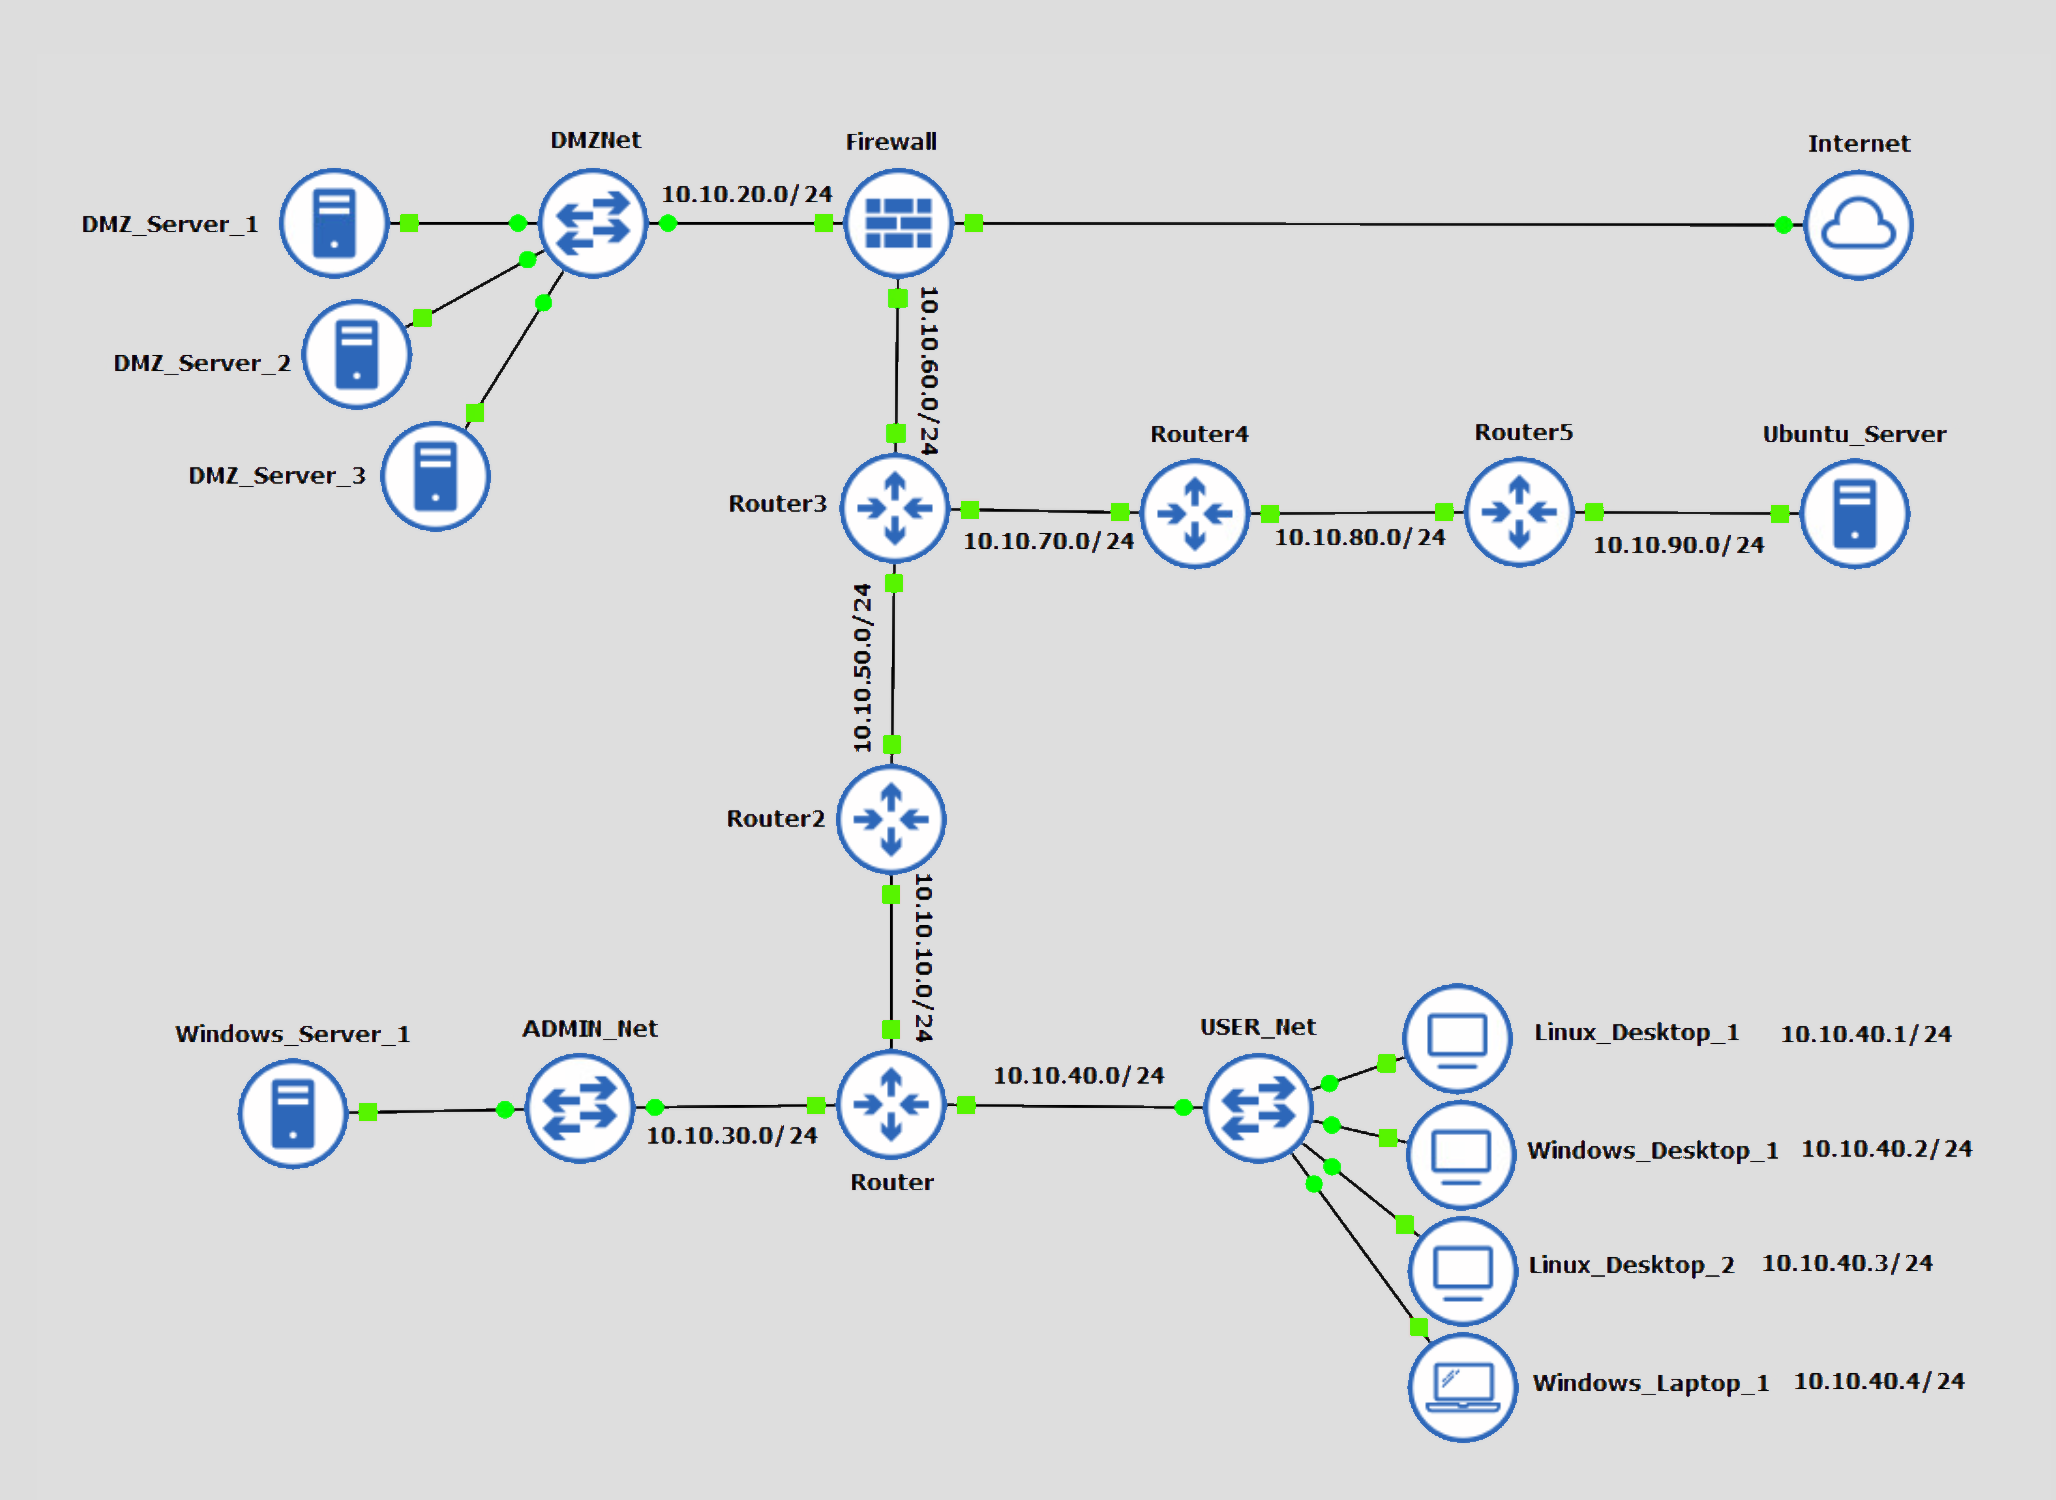 DMZNet
Firewall
Internet
10.10.20.0/24
DMZ_Server_1
10.10.60.0/24
DMZ_Server_2
Router4
Router5
Ubuntu_Server
DMZ_Server_3
Router3
10.10.70.0/24
10.10.80.0/24
10.10.90.0/24
10.10.50.0/24
Router2
10.10.10.0/24
Windows_Server_1
ADMIN_Net
USER_Net
Linux_Desktop_1 10.10.40.1/24
10.10.40.0/24
10.10.30.0/24
Windows_Desktop_1 10.10.40.2/24
Router
Linux_Desktop_2 10.10.40.3/24
Windows_Laptop_1 10.10.40.4/24